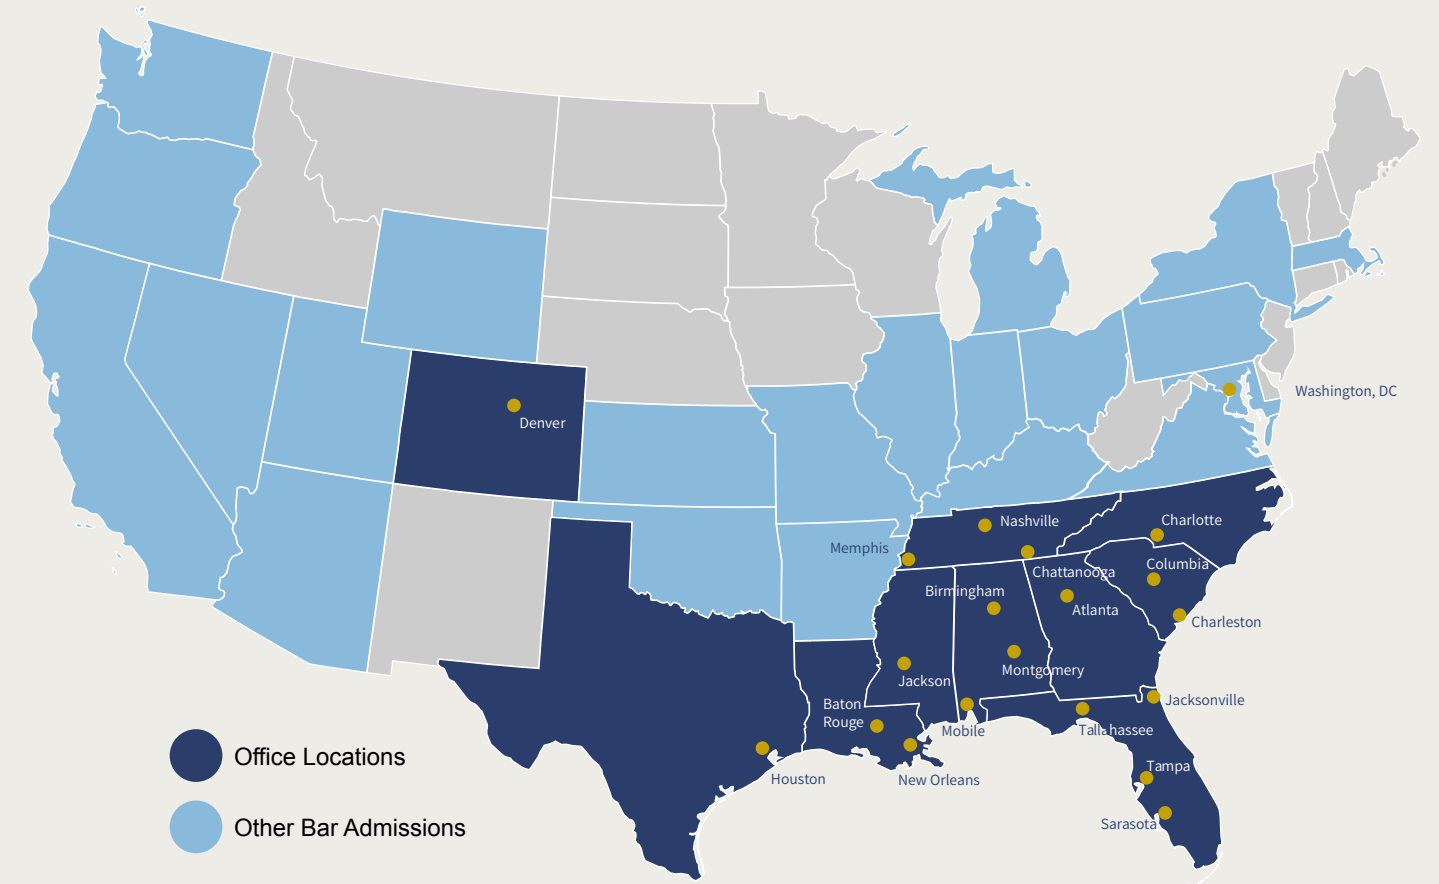 Washington, DC
Denver
Nashville
Charlotte
Memphis
Columbia
Chattanooga
Birmingham
Atlanta
Charleston
Montgomery
Jackson
Jacksonville
Baton
Rouge
Mobile
Tallahassee
Office Locations
Tampa
Houston
New Orleans
Sarasota
Other Bar Admissions